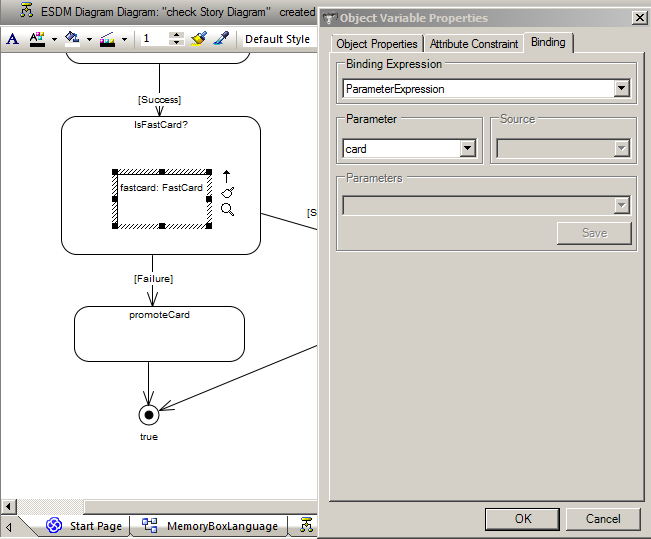 ESDM Diagram Diagram: "check Story Diagram" created
A
1
Default Style
[Success]
IsFastCard?
fastcard: FastCard
[S
[Failure]
promoteCard
true
Start Page
MemoryBoxLanguage
Object Variable Properties
Object Properties
Attribute Constraint
Binding
Binding Expression
ParameterExpression
Parameter
card
Source
Parameters
Save
OK
Cancel